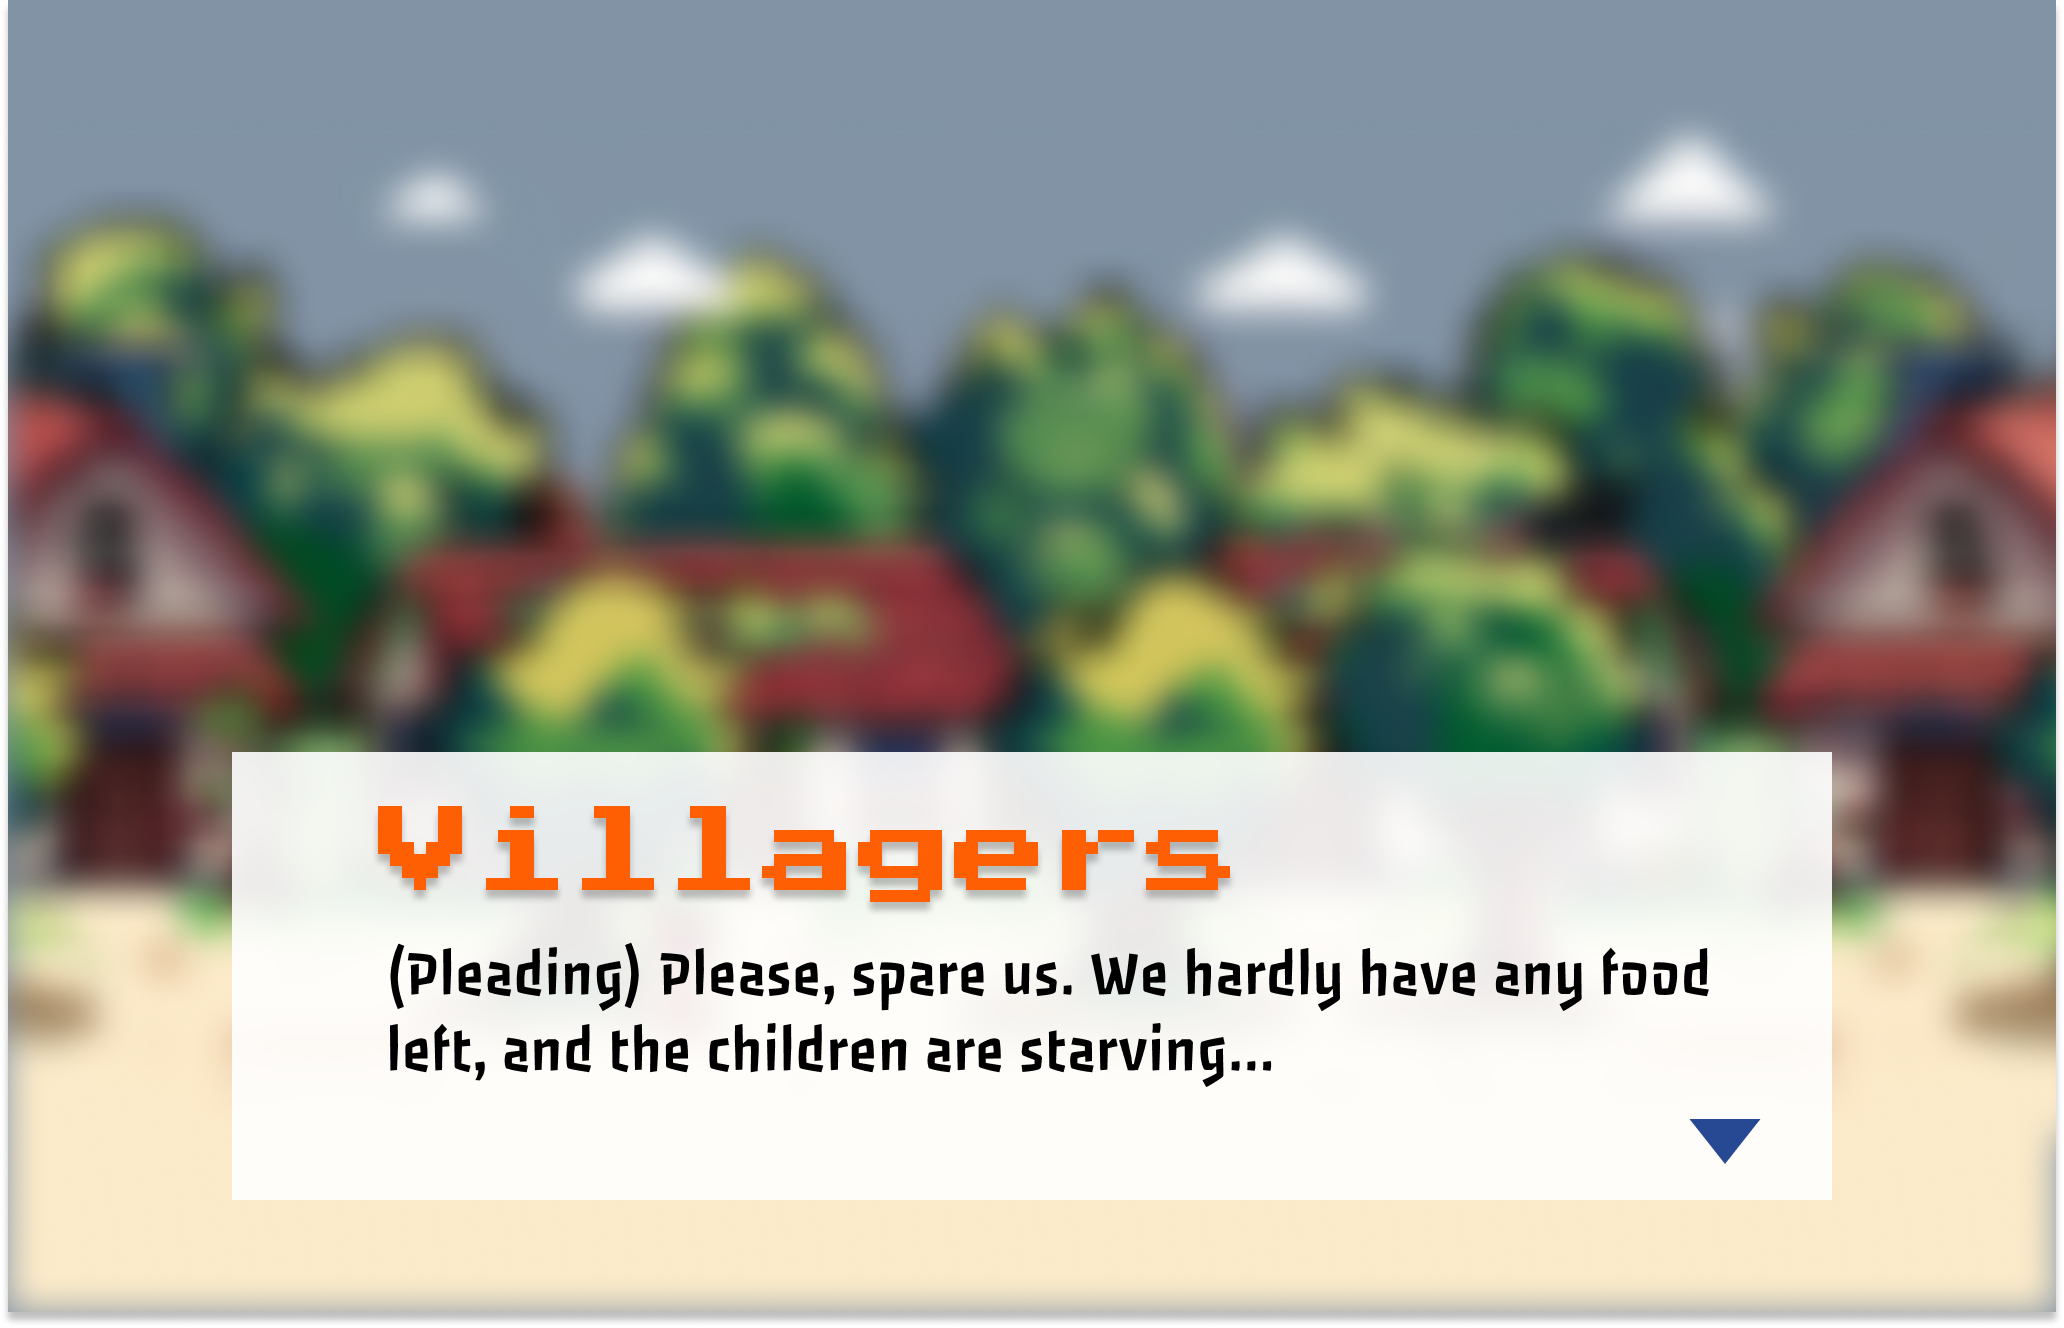 Villagers
(Pleading) Please, spare us. We hardly have any food
left, and the children are starving...